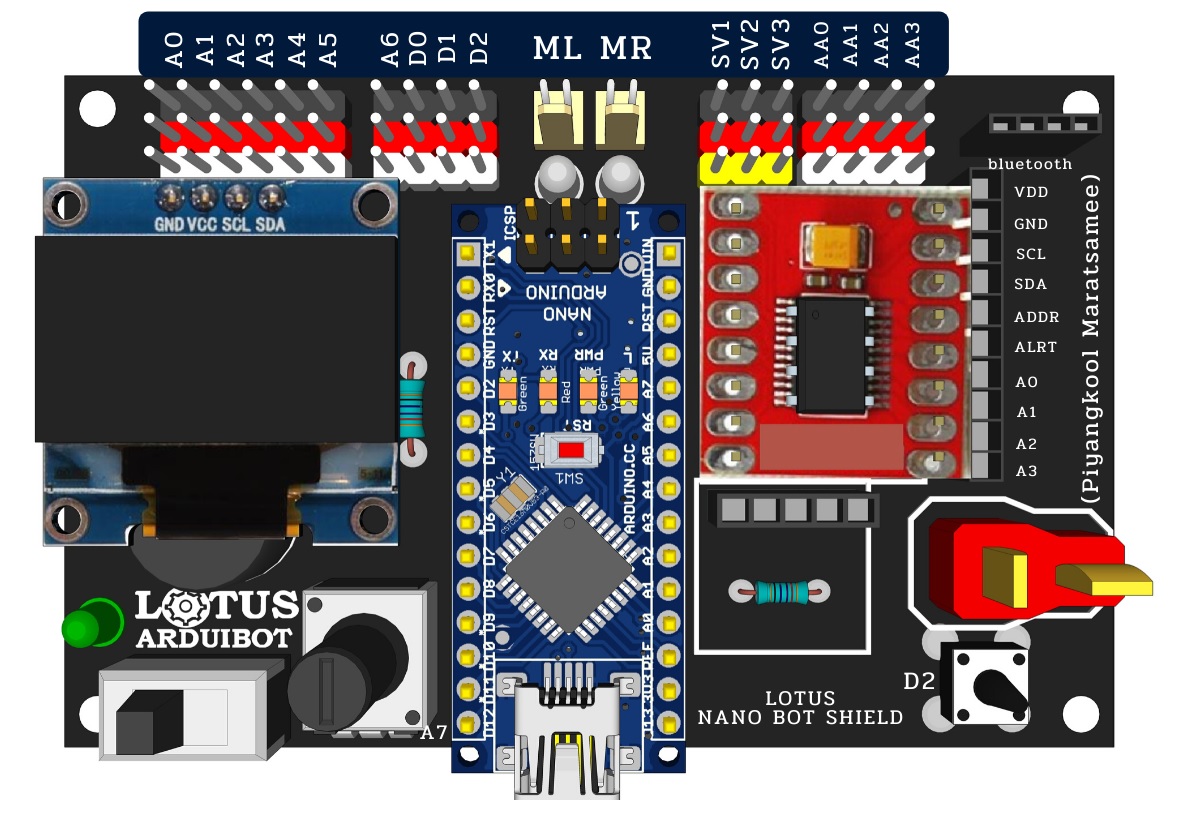 A0 A1 A2 A3 A4 A5 A6 D0 D1 D2 ML MR SV1 SV2 SV3 AA0 AA1 AA2 AA3
bluetooth
VDD
GND
SCL
SDA
ADDR
ALRT
A0
A1
A2
A3
(Piyangkool Maratsamee)
GND VCC SCL SDA
ICSP
1
TX1
RX0
RST
GND
D2
D3
D4
D5
D6
D7
D8
D9
D10
D11
D12
VIN
GND
RST
5V
A7
A6
A5
A4
A3
A2
A1
A0
REF
3V3
D13
ARDUINO
NANO
TX RX PWR L
Green Red Green Yellow
RST
SW1
Y1
ARDUINO.CC
LOTUS
ARDUIBOT
A7
D2
LOTUS
NANO BOT SHIELD